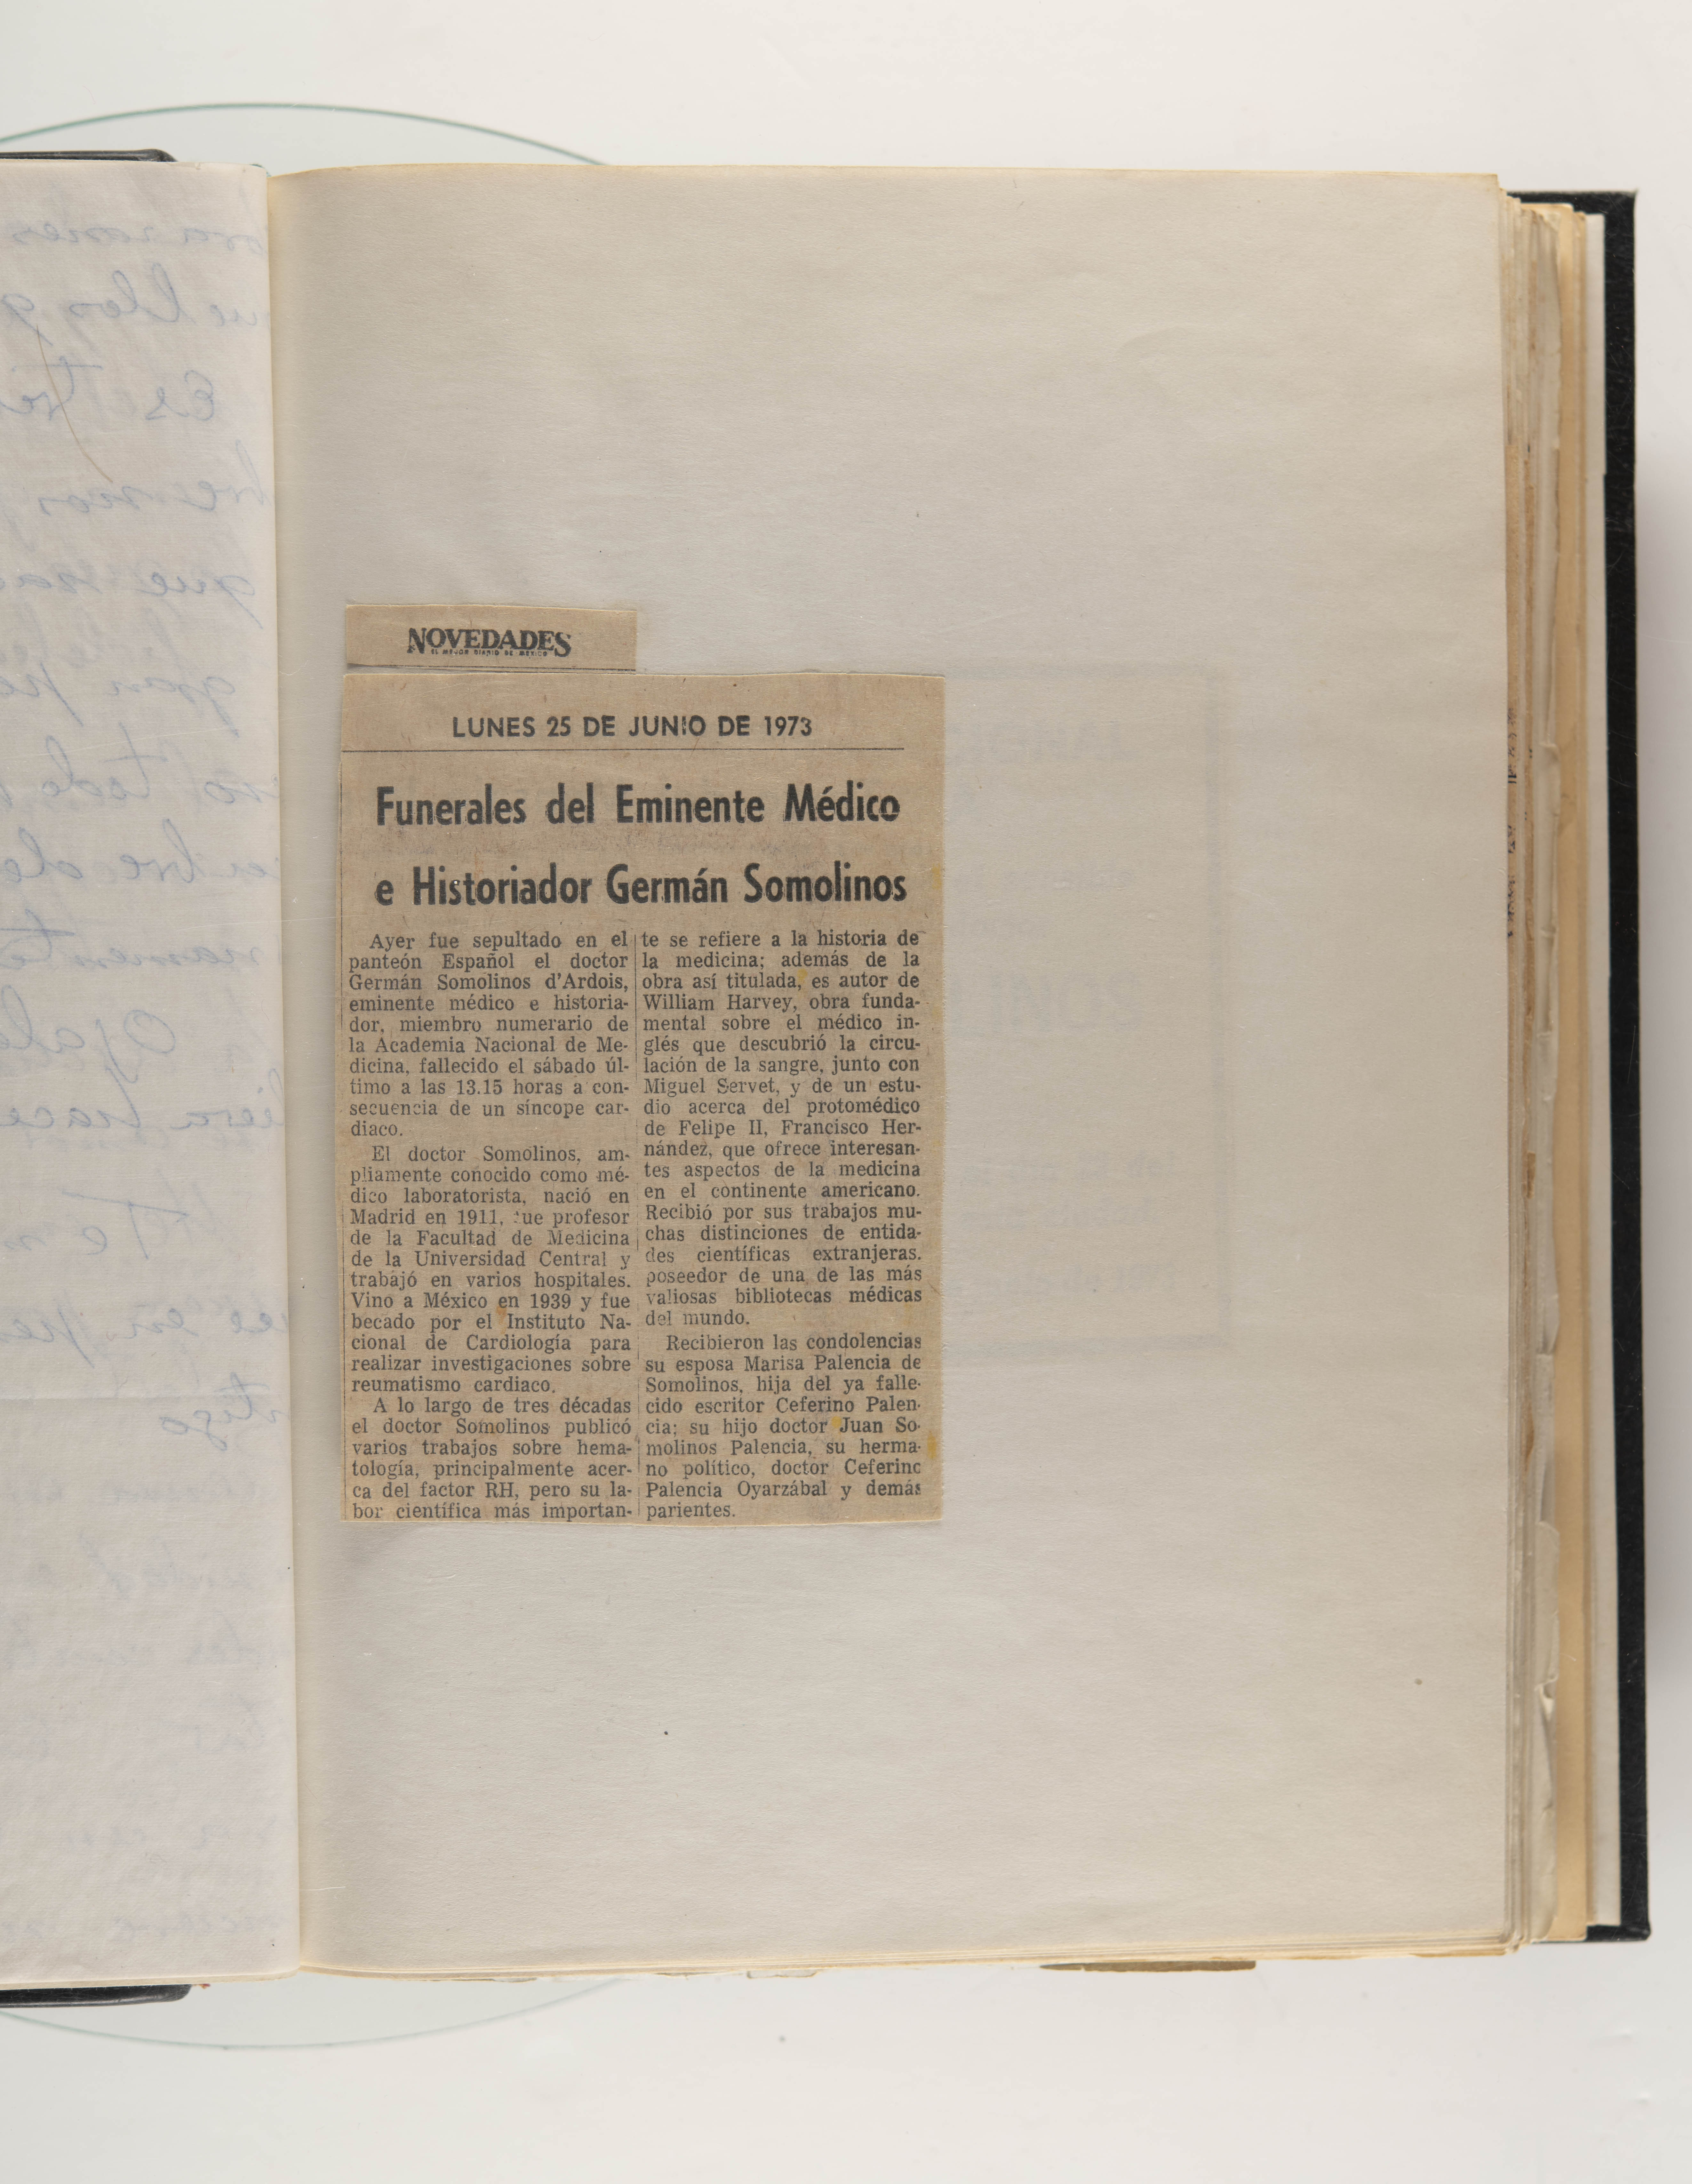 NOVEDADES
EL MEJOR DIARIO DE MEXICO
LUNES 25 DE JUNIO DE 1973
Funerales del Eminente Médico
e Historiador Germán Somolinos
Ayer fue sepultado en el
panteón Español el doctor
Germán Somolinos d'Ardois,
eminente médico e historia-
dor, miembro numerario de
la Academia Nacional de Me-
dicina, fallecido el sábado úl-
timo a las 13.15 horas a con-
secuencia de un síncope car-
diaco.
El doctor Somolinos, am-
pliamente conocido como mé-
dico laboratorista, nació en
Madrid en 1911, fue profesor
de la Facultad de Medicina
de la Universidad Central y
trabajó en varios hospitales.
Vino a México en 1939 y fue
becado por el Instituto Na-
cional de Cardiología para
realizar investigaciones sobre
reumatismo cardiaco.
A lo largo de tres décadas
el doctor Somolinos publicó
varios trabajos sobre hema-
tología, principalmente acer-
ca del factor RH, pero su la-
bor científica más importan-
te se refiere a la historia de
la medicina; además de la
obra así titulada, es autor de
William Harvey, obra funda-
mental sobre el médico in-
glés que descubrió la circu-
lación de la sangre, junto con
Miguel Servet, y de un estu-
dio acerca del protomédico
de Felipe II, Francisco Her-
nández, que ofrece interesan-
tes aspectos de la medicina
en el continente americano.
Recibió por sus trabajos mu-
chas distinciones de entida-
des científicas extranjeras.
poseedor de una de las más
valiosas bibliotecas médicas
del mundo.
Recibieron las condolencias
su esposa Marisa Palencia de
Somolinos, hija del ya falle-
cido escritor Ceferino Palen-
cia; su hijo doctor Juan So-
molinos Palencia, su herma-
no político, doctor Ceferino
Palencia Oyarzábal y demás
parientes.